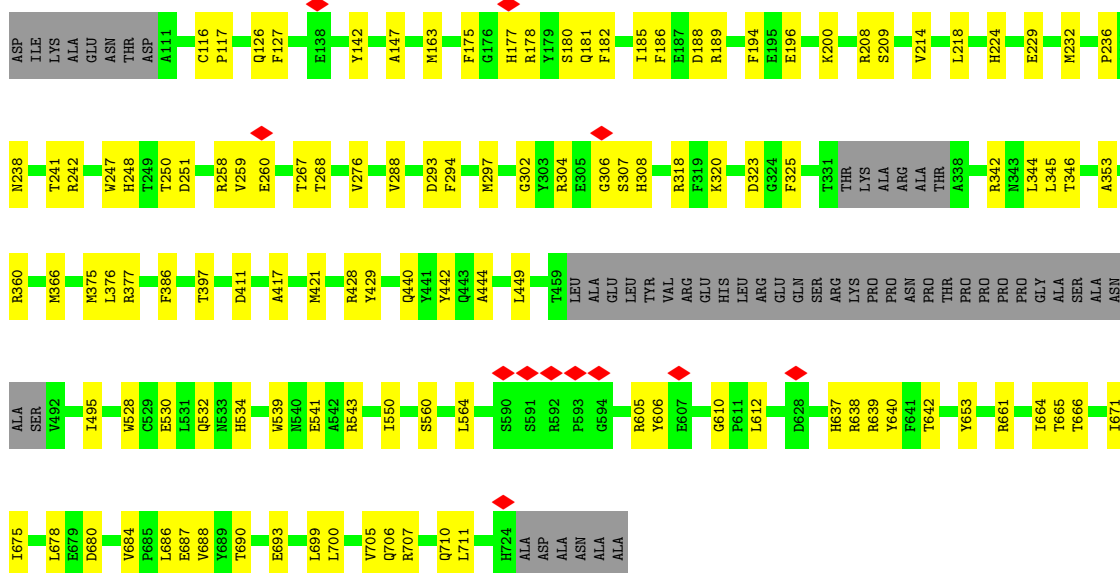 ASP ILE LYS ALA GLU ASN THR ASP A111 C116 P117 Q126 F127 E138 Y142 A147 M163 F175 G176 H177 R178 Y179 S180 Q181 F182 I185 F186 E187 D188 R189 F194 E195 E196 K200 R208 S209 V214 L218 H224 E229 M232 P236
N238 T241 R242 W247 H248 T249 T250 D251 R258 V259 E260 T267 T268 V276 V288 D293 F294 M297 G302 Y303 R304 E305 G306 S307 H308 R318 F319 K320 D323 G324 F325 T331 THR LYS ALA ARG ALA THR A338 R342 N343 L344 L345 T346 A353
R360 M366 M375 L376 R377 F386 T397 D411 A417 M421 R428 Y429 Q440 Y441 Y442 Q443 A444 L449 T459 LEU ALA GLU LEU TYR VAL ARG GLU HIS LEU ARG GLU GLN SER ARG LYS PRO PRO ASN PRO THR PRO PRO PRO PRO GLY ALA SER ALA ASN
ALA SER V492 I495 W528 C529 E530 L531 Q532 N533 H534 W539 N540 E541 A542 R543 I550 S560 L564 S590 S591 R592 P593 G594 R605 Y606 E607 G610 P611 L612 D628 H637 R638 R639 Y640 F641 T642 Y653 R661 I664 T665 T666 I671
I675 L678 E679 D680 V684 P685 L686 E687 V688 Y689 T690 E693 L699 L700 V705 Q706 R707 Q710 L711 H724 ALA ASP ALA ASN ALA ALA